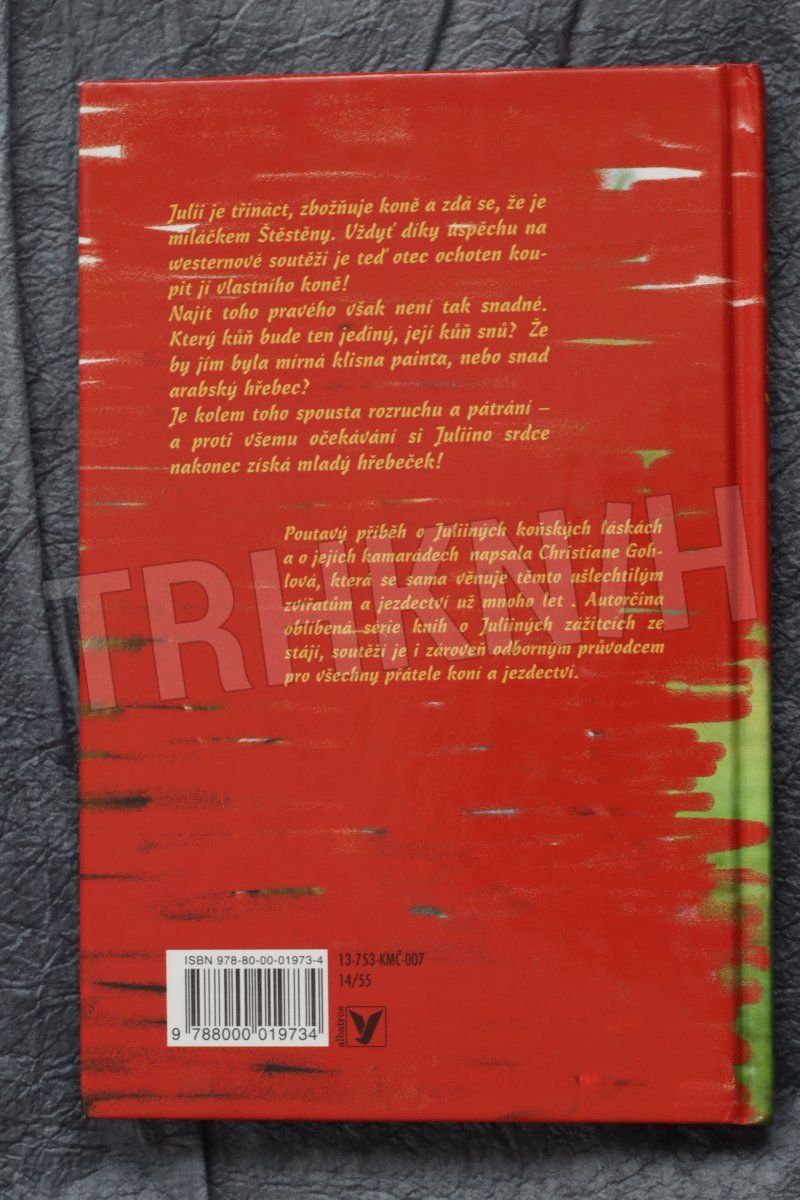 Julii je třináct, zbožňuje koně a zdá se, že je
miláčkem Štěstěny. Vždyť díky úspěchu na
westernové soutěží je teď otec ochoten kou-
pit jí vlastního koně!
Najít toho pravého však není tak snadné.
Který kůň bude ten jediný, její kůň snů? Že
by jím byla mírná klisna painta, nebo snad
arabský hřebec?
Je kolem toho spousta rozruchu a pátrání –
a proti všemu očekávání si Juliino srdce
nakonec získá mladý hřebeček!
Poutavý příběh o Juliiných koňských láskách
a o jejích kamarádech napsala Christiane Goh-
lová, která se sama věnuje těmto ušlechtilým
zvířatům a jezdectví už mnoho let . Autorčina
oblíbená série knih o Juliiných zážitcích ze
stájí, soutěží je i zároveň odborným průvodcem
pro všechny přátele koní a jezdectví.
TRHKNIH
ISBN 978-80-00-01973-4
9 788000 019734
13-753-KMČ-007
14/55
albatros